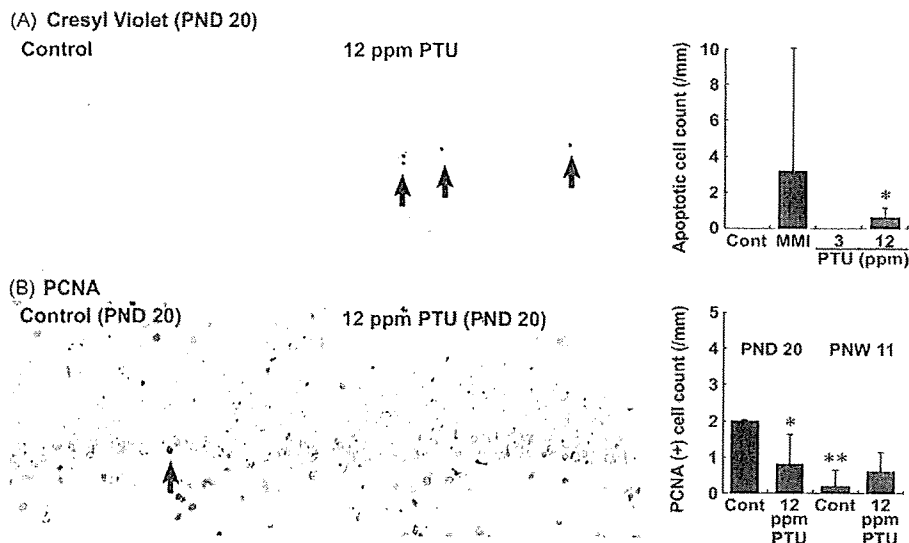 (A) Cresyl Violet (PND 20)
Control
12 ppm PTU
Apoptotic cell count (/mm)
10
8
6
4
2
0
*
Cont
MMI
3
12
PTU (ppm)
(B) PCNA
Control (PND 20)
12 ppm PTU (PND 20)
PCNA (+) cell count (/mm)
5
4
3
2
1
0
PND 20
PNW 11
*
**
Cont
12
ppm
PTU
Cont
12
ppm
PTU